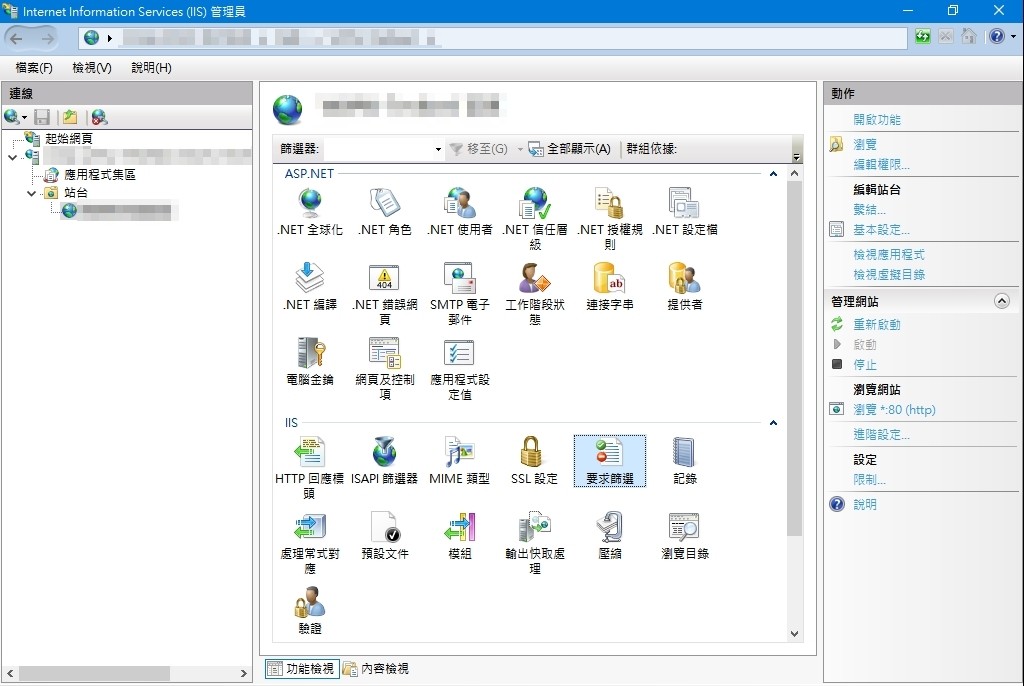 Internet Information Services (IIS) 管理員
檔案(F) 檢視(V) 說明(H)
連線
起始網頁
應用程式集區
站台
篩選器:
移至(G)
全部顯示(A)
群組依據:
ASP.NET
.NET 全球化
.NET 角色
.NET 使用者
.NET 信任層
級
.NET 授權規
則
.NET 設定檔
.NET 編譯
404
.NET 錯誤網
頁
SMTP 電子
郵件
工作階段狀
態
ab
連接字串
提供者
電腦金鑰
網頁及控制
項
應用程式設
定值
IIS
HTTP 回應標
頭
ISAPI 篩選器
MIME 類型
SSL 設定
要求篩選
記錄
處理常式對
應
預設文件
模組
輸出快取處
理
壓縮
瀏覽目錄
驗證
功能檢視
內容檢視
動作
開啟功能
瀏覽
編輯權限...
編輯站台
繫結...
基本設定...
檢視應用程式
檢視虛擬目錄
管理網站
重新啟動
啟動
停止
瀏覽網站
瀏覽 *:80 (http)
進階設定...
設定
限制...
說明